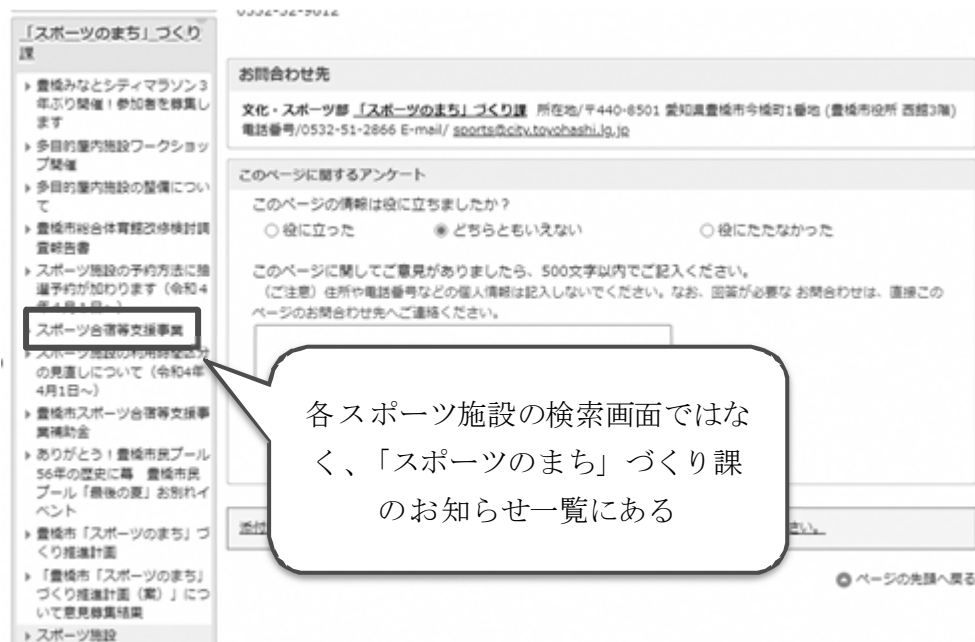 「スポーツのまち」づくり
課
豊橋みなとシティマラソン3
年ぶり開催！参加者を募集し
ます
多目的屋内施設ワークショッ
プ開催
多目的屋内施設の整備につい
て
豊橋市総合体育館改修検討調
査報告書
スポーツ施設の予約方法に抽
選予約が加わります（令和4
年4月1日～）
スポーツ合宿等支援事業
スポーツ施設の利用時間区分
の見直しについて（令和4年
4月1日～）
豊橋市スポーツ合宿等支援事
業補助金
ありがとう！豊橋市民プール
56年の歴史に幕　豊橋市民
プール「最後の夏」お別れイ
ベント
豊橋市「スポーツのまち」づ
くり推進計画
「豊橋市「スポーツのまち」
づくり推進計画（案）」につ
いて意見募集結果
スポーツ施設
お問合わせ先
文化・スポーツ部 「スポーツのまち」づくり課 所在地/〒440-8501 愛知県豊橋市今橋町1番地 (豊橋市役所 西館3階)
電話番号/0532-51-2866 E-mail/ sports@city.toyohashi.lg.jp
このページに関するアンケート
このページの情報は役に立ちましたか？
役に立った どちらともいえない 役にたたなかった
このページに関してご意見がありましたら、500文字以内でご記入ください。
（ご注意）住所や電話番号などの個人情報は記入しないでください。なお、回答が必要な お問合わせは、直接この
ページのお問合わせ先へご連絡ください。
各スポーツ施設の検索画面ではな
く、「スポーツのまち」づくり課
のお知らせ一覧にある
添付
さい。
ページの先頭へ戻る